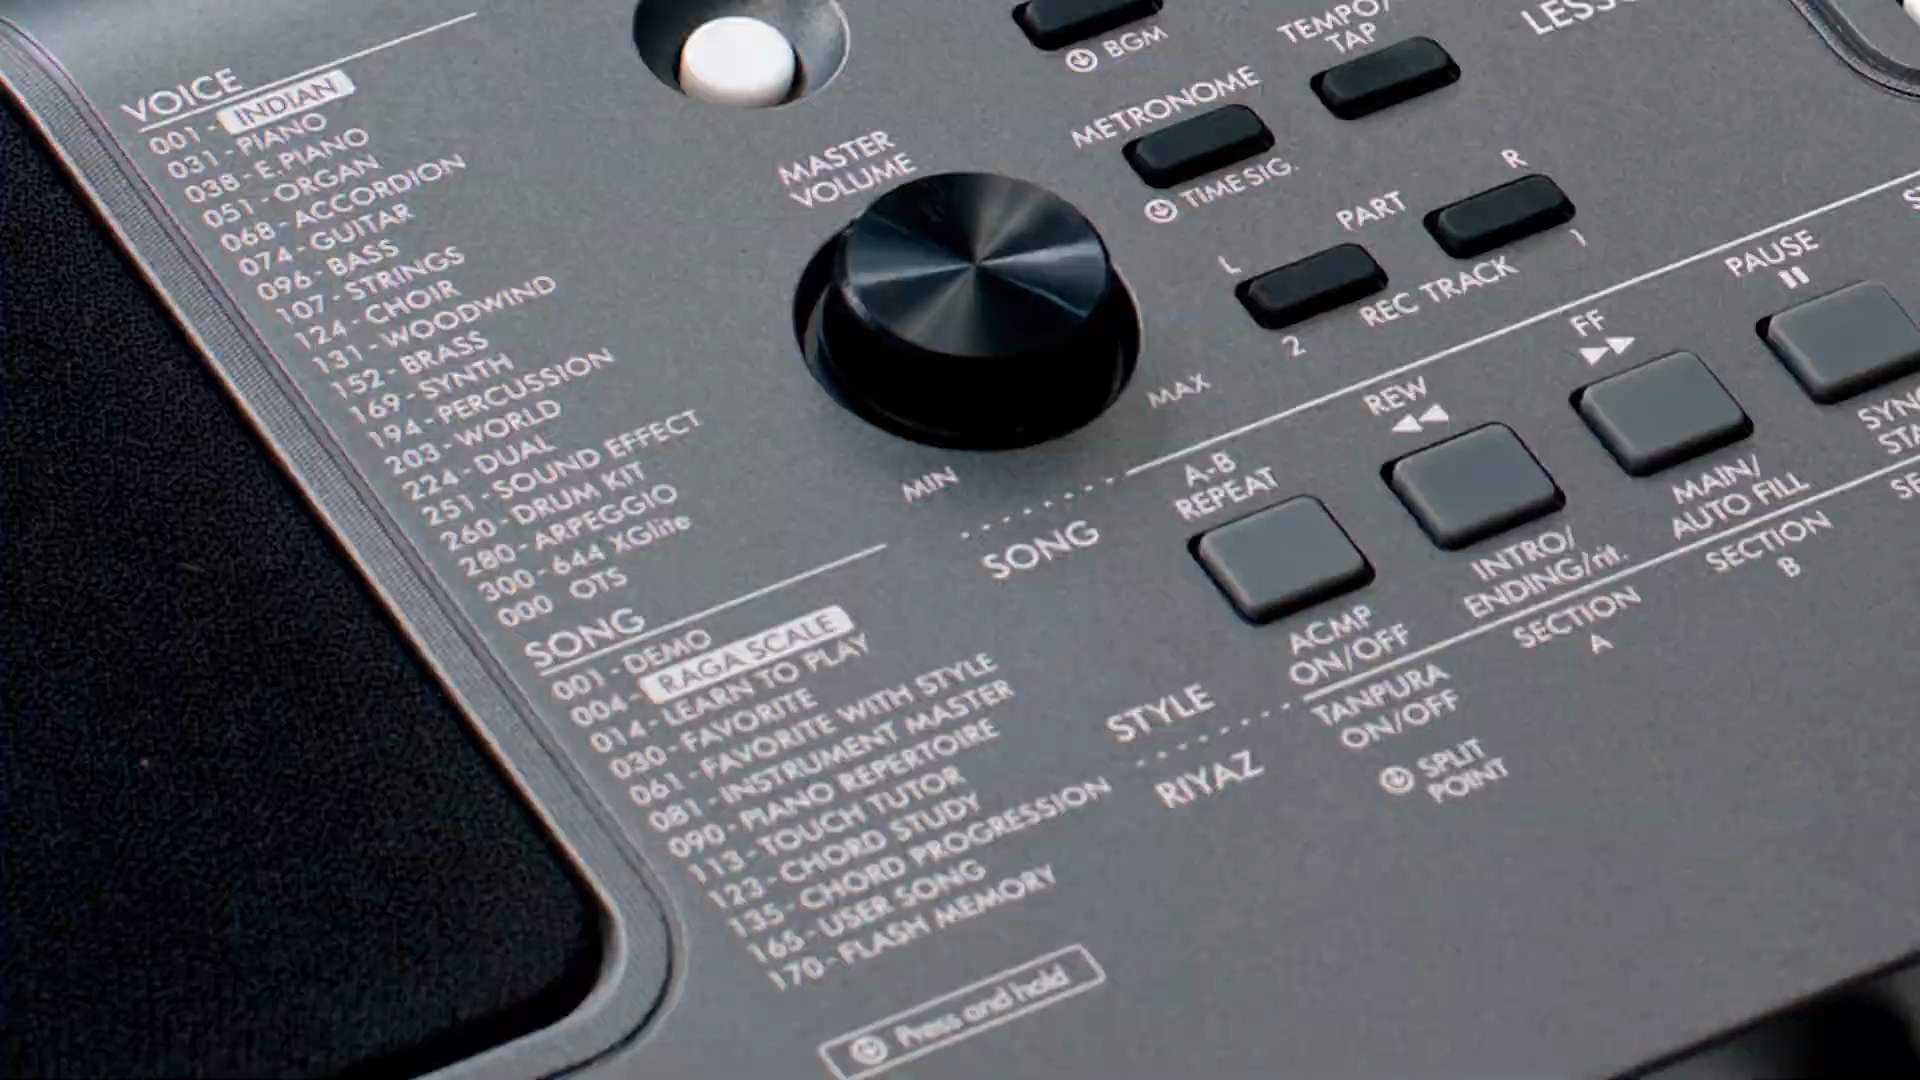 VOICE
001 - INDIAN
031 - PIANO
038 - E.PIANO
051 - ORGAN
068 - ACCORDION
074 - GUITAR
096 - BASS
107 - STRINGS
124 - CHOIR
131 - WOODWIND
152 - BRASS
169 - SYNTH
194 - PERCUSSION
203 - WORLD
224 - DUAL
251 - SOUND EFFECT
260 - DRUM KIT
280 - ARPEGGIO
300 - 644 XGlite
000 OTS
SONG
001 - DEMO
004 - RAGA SCALE
014 - LEARN TO PLAY
030 - FAVORITE
061 - FAVORITE WITH STYLE
081 - INSTRUMENT MASTER
090 - PIANO REPERTOIRE
113 - TOUCH TUTOR
123 - CHORD STUDY
135 - CHORD PROGRESSION
165 - USER SONG
170 - FLASH MEMORY
Press and hold
MASTER
VOLUME
MIN
MAX
BGM
TEMPO/
TAP
METRONOME
TIME SIG.
PART
L
R
REC TRACK
2
1
SONG
A-B
REPEAT
REW
FF
PAUSE
STYLE
ACMP
ON/OFF
INTRO/
ENDING/rit.
MAIN/
AUTO FILL
RIYAZ
TANPURA
ON/OFF
SECTION
A
SECTION
B
SPLIT
POINT